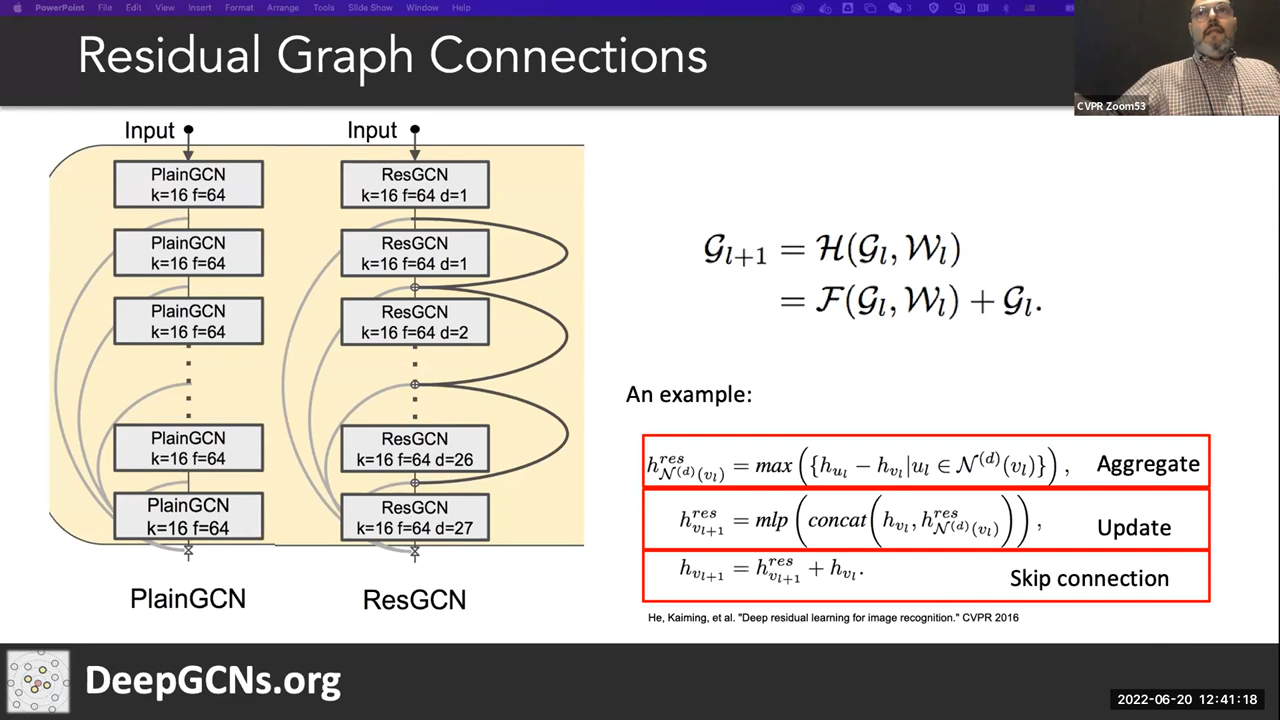 PowerPoint File Edit View Insert Format Arrange Tools Slide Show Window Help
3
Residual Graph Connections
CVPR Zoom53
Input
PlainGCN
k=16 f=64
PlainGCN
k=16 f=64
PlainGCN
k=16 f=64
PlainGCN
k=16 f=64
PlainGCN
k=16 f=64
PlainGCN
Input
ResGCN
k=16 f=64 d=1
ResGCN
k=16 f=64 d=1
ResGCN
k=16 f=64 d=2
ResGCN
k=16 f=64 d=26
ResGCN
k=16 f=64 d=27
ResGCN
𝒢_{l+1} = ℋ(𝒢_l, 𝒲_l)
= ℱ(𝒢_l, 𝒲_l) + 𝒢_l.
An example:
h^{res}_{𝒩^{(d)}(v_l)} = max ({h_{u_l} − h_{v_l} | u_l ∈ 𝒩^{(d)}(v_l)}) , Aggregate
h^{res}_{v_{l+1}} = mlp (concat (h_{v_l}, h^{res}_{𝒩^{(d)}(v_l)})) , Update
h_{v_{l+1}} = h^{res}_{v_{l+1}} + h_{v_l}. Skip connection
He, Kaiming, et al. "Deep residual learning for image recognition." CVPR 2016
DeepGCNs.org
2022-06-20 12:41:18